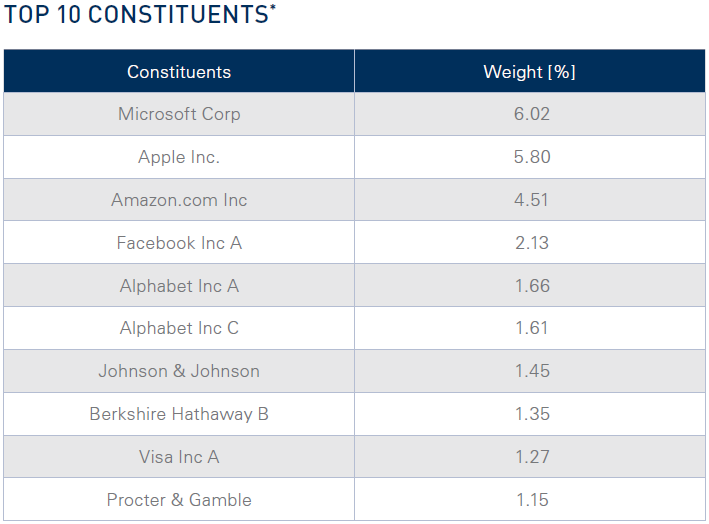 TOP 10 CONSTITUENTS*
Constituents Weight [%]
Microsoft Corp 6.02
Apple Inc. 5.80
Amazon.com Inc 4.51
Facebook Inc A 2.13
Alphabet Inc A 1.66
Alphabet Inc C 1.61
Johnson & Johnson 1.45
Berkshire Hathaway B 1.35
Visa Inc A 1.27
Procter & Gamble 1.15